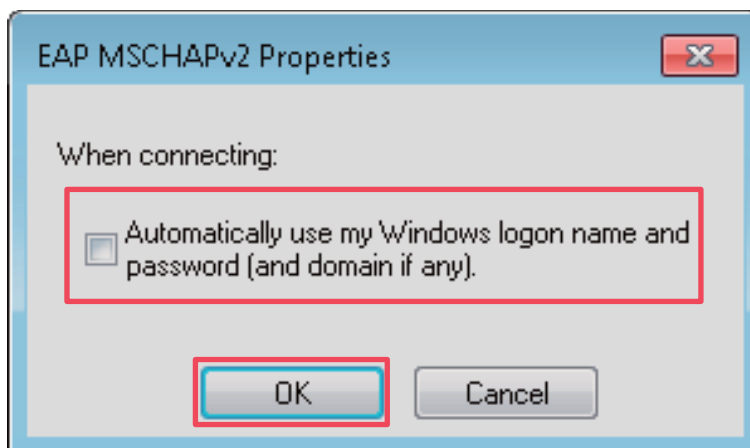 EAP MSCHAPv2 Properties
When connecting:
Automatically use my Windows logon name and
password (and domain if any).
OK
Cancel